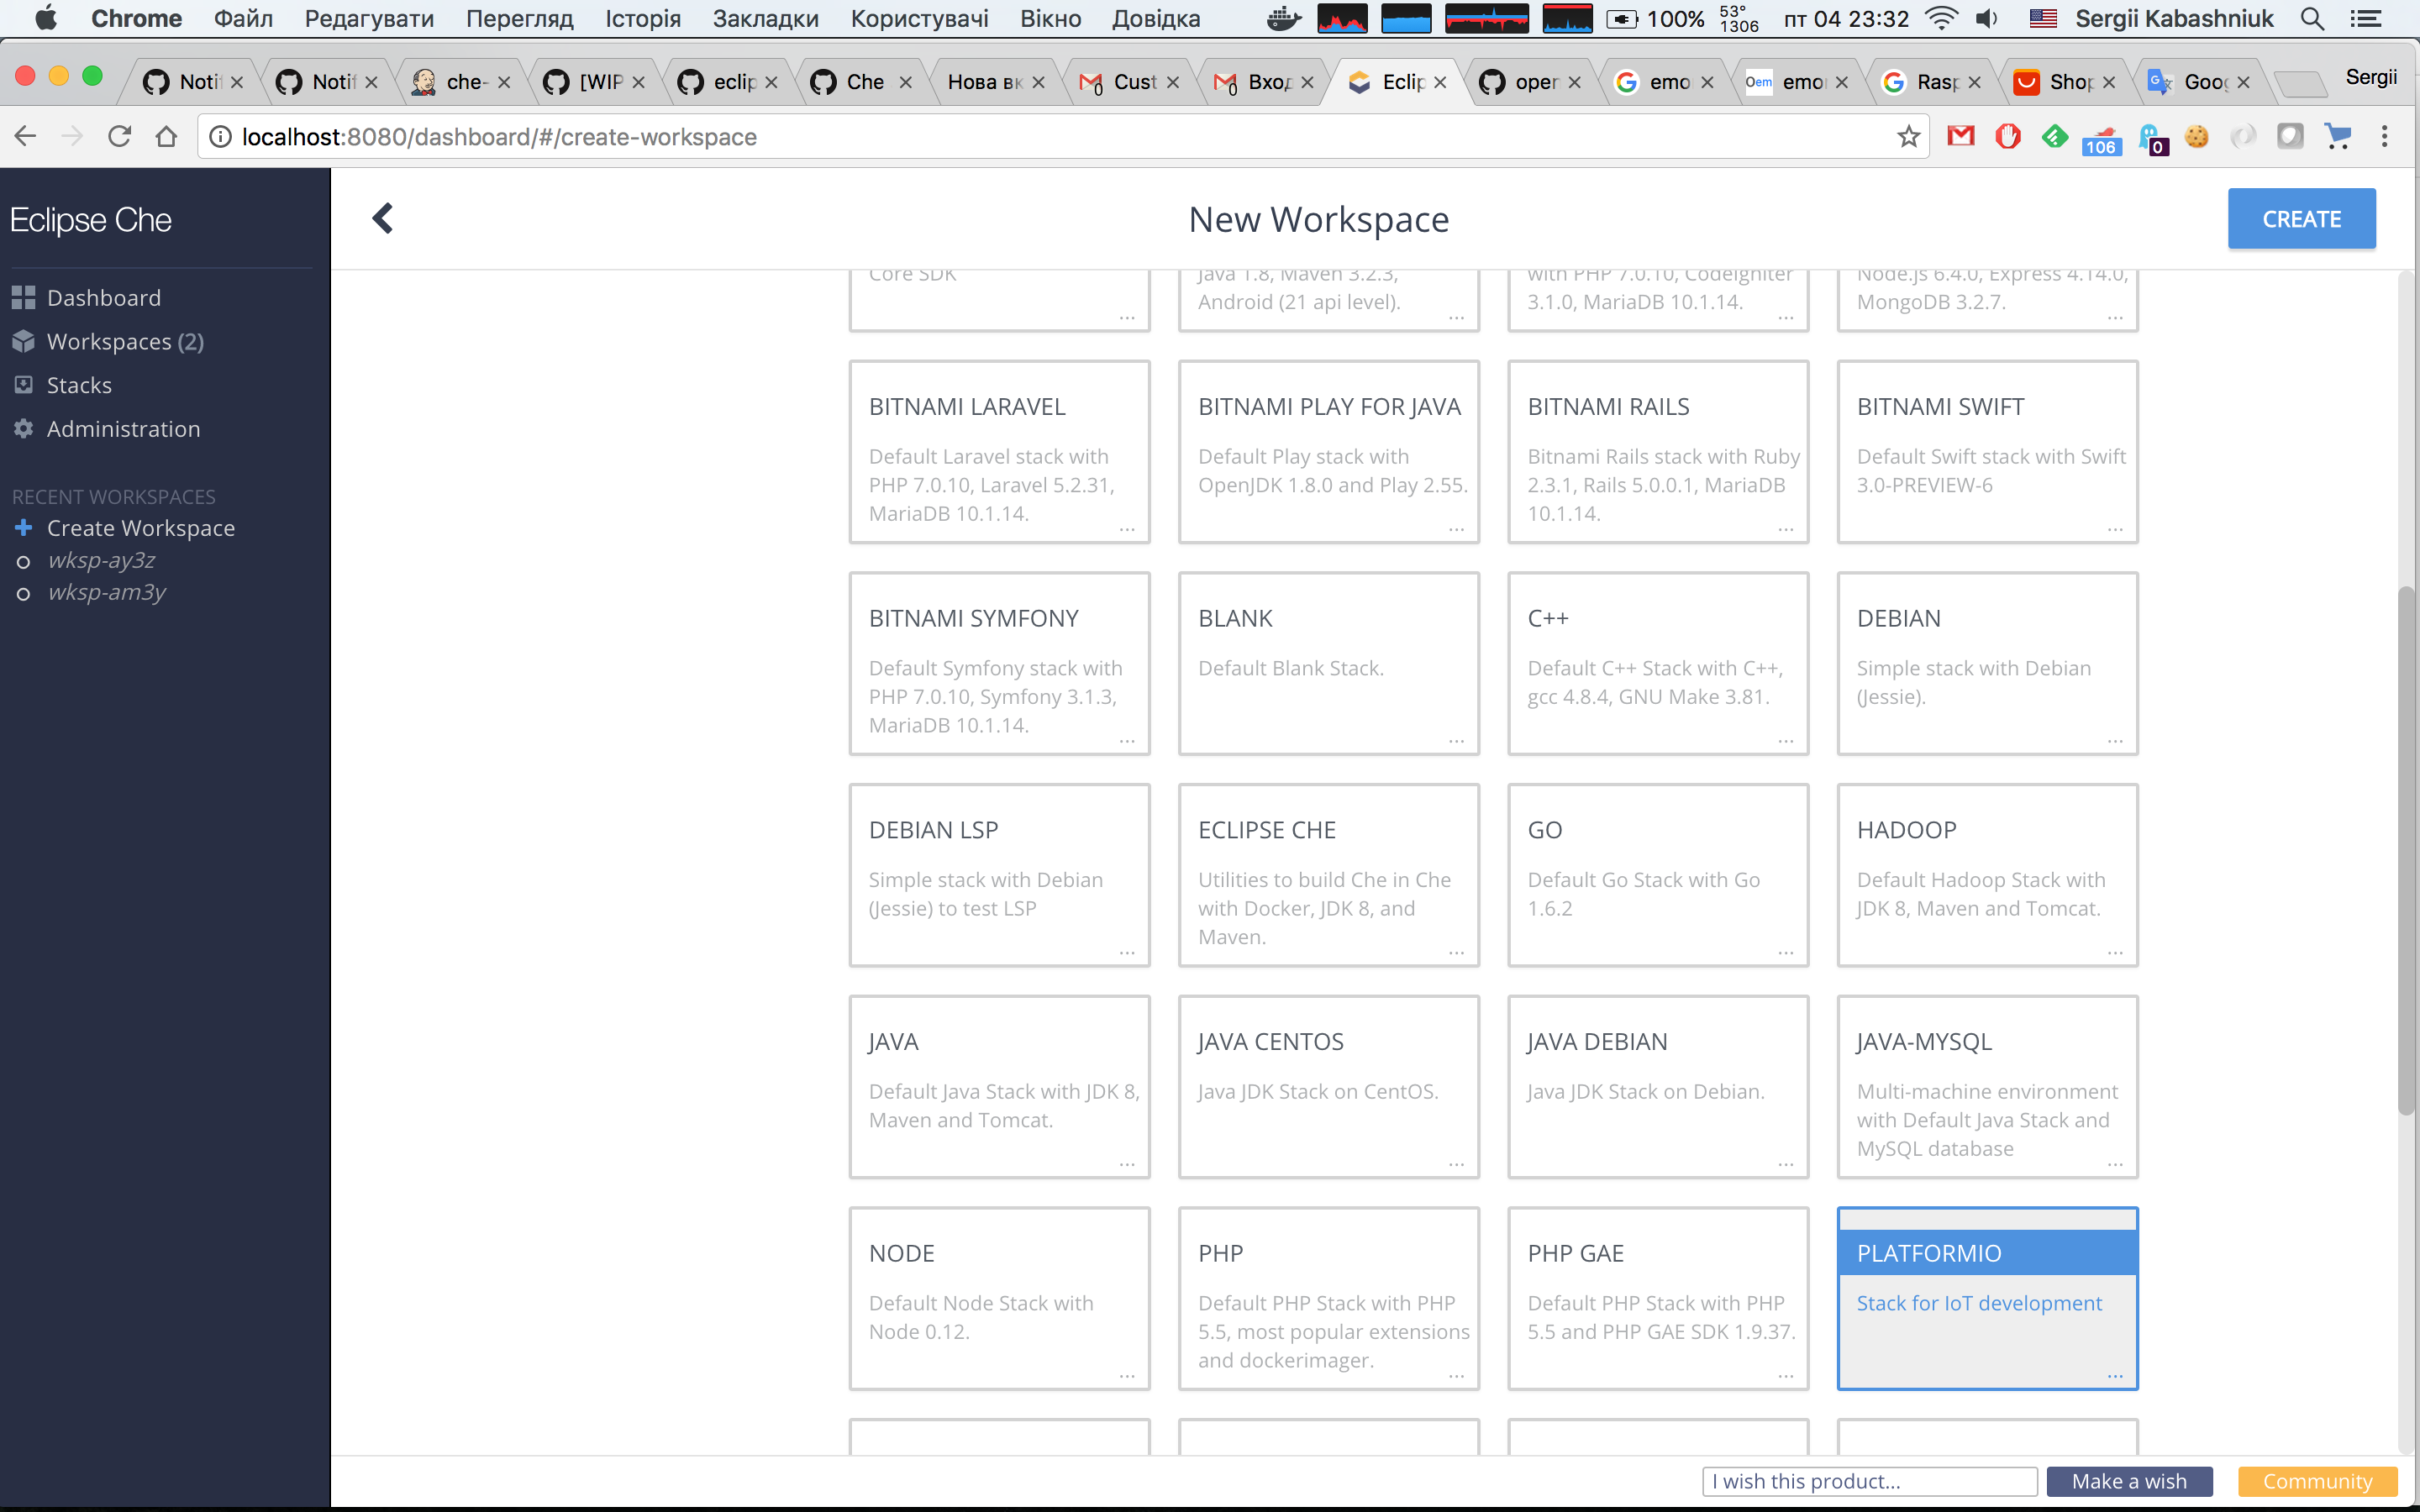 Chrome Файл Редагувати Перегляд Історія Закладки Користувачі Вікно Довідка 100% 53° 1306 пт 04 23:32 Sergii Kabashniuk
Notif Notif che- [WIP eclip Che Нова вк Cust Вход Eclip oper emo Oem emo Rasp Shop Goog Sergii
localhost:8080/dashboard/#/create-workspace 106 0
Eclipse Che
Dashboard
Workspaces (2)
Stacks
Administration
RECENT WORKSPACES
Create Workspace
wksp-ay3z
wksp-am3y
New Workspace
CREATE
Core SDK
...
Java 1.8, Maven 3.2.3,
Android (21 api level).
...
with PHP 7.0.10, CodeIgniter
3.1.0, MariaDB 10.1.14.
...
Node.js 6.4.0, Express 4.14.0,
MongoDB 3.2.7.
...
BITNAMI LARAVEL
Default Laravel stack with
PHP 7.0.10, Laravel 5.2.31,
MariaDB 10.1.14.
...
BITNAMI PLAY FOR JAVA
Default Play stack with
OpenJDK 1.8.0 and Play 2.55.
...
BITNAMI RAILS
Bitnami Rails stack with Ruby
2.3.1, Rails 5.0.0.1, MariaDB
10.1.14.
...
BITNAMI SWIFT
Default Swift stack with Swift
3.0-PREVIEW-6
...
BITNAMI SYMFONY
Default Symfony stack with
PHP 7.0.10, Symfony 3.1.3,
MariaDB 10.1.14.
...
BLANK
Default Blank Stack.
...
C++
Default C++ Stack with C++,
gcc 4.8.4, GNU Make 3.81.
...
DEBIAN
Simple stack with Debian
(Jessie).
...
DEBIAN LSP
Simple stack with Debian
(Jessie) to test LSP
...
ECLIPSE CHE
Utilities to build Che in Che
with Docker, JDK 8, and
Maven.
...
GO
Default Go Stack with Go
1.6.2
...
HADOOP
Default Hadoop Stack with
JDK 8, Maven and Tomcat.
...
JAVA
Default Java Stack with JDK 8,
Maven and Tomcat.
...
JAVA CENTOS
Java JDK Stack on CentOS.
...
JAVA DEBIAN
Java JDK Stack on Debian.
...
JAVA-MYSQL
Multi-machine environment
with Default Java Stack and
MySQL database
...
NODE
Default Node Stack with
Node 0.12.
...
PHP
Default PHP Stack with PHP
5.5, most popular extensions
and dockerimager.
...
PHP GAE
Default PHP Stack with PHP
5.5 and PHP GAE SDK 1.9.37.
...
PLATFORMIO
Stack for IoT development
...
I wish this product... Make a wish Community